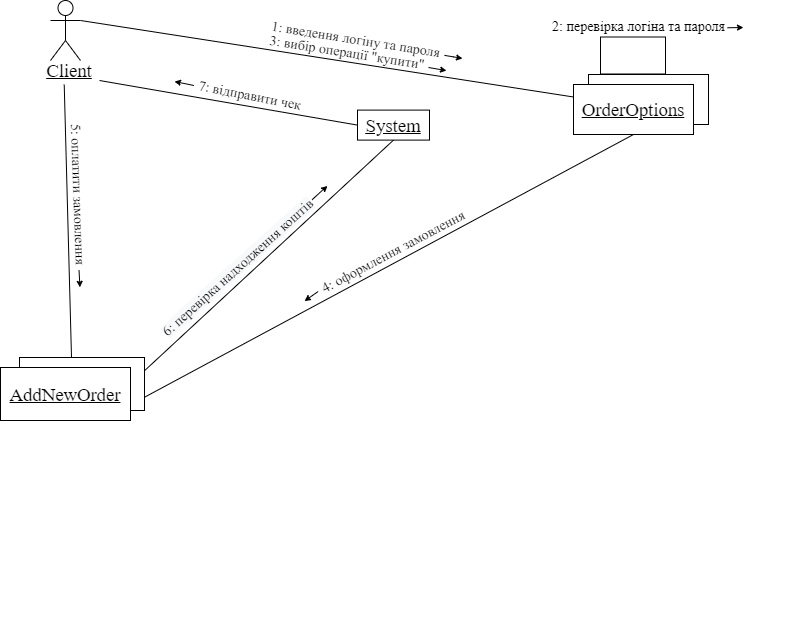 1: введення логіну та пароля
3: вибір операції "купити"
2: перевірка логіна та пароля
Client
7: відправити чек
System
OrderOptions
5: оплатити замовлення
6: перевірка надходження коштів
4: оформлення замовлення
AddNewOrder